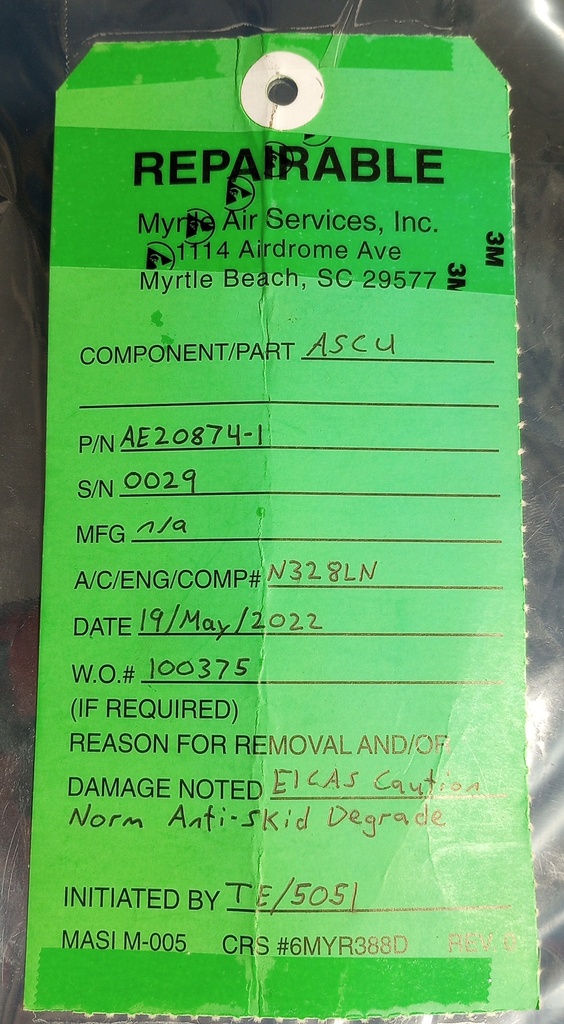 REPAIRABLE
Myrtle Air Services, Inc.
1114 Airdrome Ave
Myrtle Beach, SC 29577
3M
3M
COMPONENT/PART ASCU
P/N AE20874-1
S/N 0029
MFG n/a
A/C/ENG/COMP# N328LN
DATE 19/May/2022
W.O.# 100375
(IF REQUIRED)
REASON FOR REMOVAL AND/OR
DAMAGE NOTED EICAS Caution
Norm Anti-Skid Degrade
INITIATED BY TE/5051
MASI M-005 CRS #6MYR388D REV